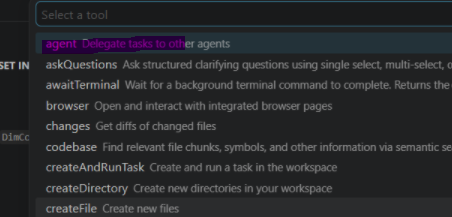 Select a tool
agent Delegate tasks to other agents
SET IN
askQuestions Ask structured clarifying questions using single select, multi-select, o
awaitTerminal Wait for a background terminal command to complete. Returns the
browser Open and interact with integrated browser pages
changes Get diffs of changed files
DimCo
codebase Find relevant file chunks, symbols, and other information via semantic se
createAndRunTask Create and run a task in the workspace
createDirectory Create new directories in your workspace
createFile Create new files